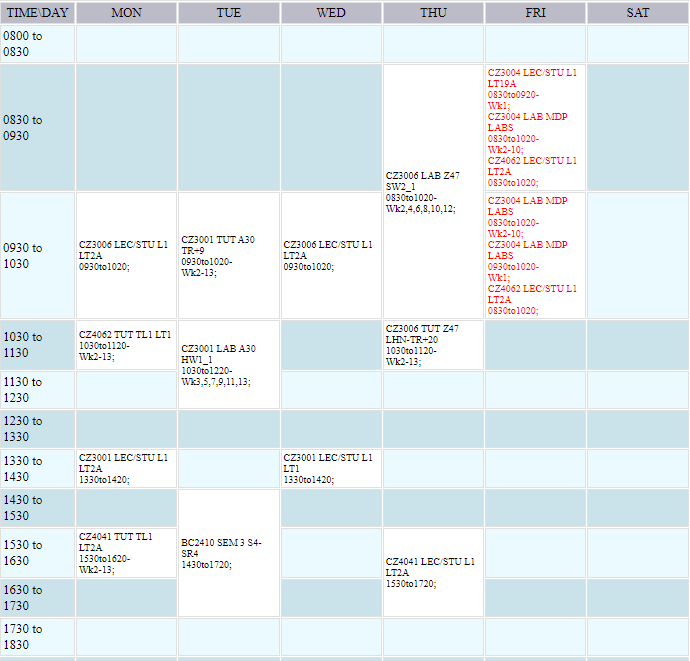 TIME\DAY MON TUE WED THU FRI SAT
0800 to
0830
0830 to
0930
CZ3006 LAB Z47
SW2_1
0830to1020-
Wk2,4,6,8,10,12;
CZ3004 LEC/STU L1
LT19A
0830to0920-
Wk1;
CZ3004 LAB MDP
LABS
0830to1020-
Wk2-10;
CZ4062 LEC/STU L1
LT2A
0830to1020;
0930 to
1030
CZ3006 LEC/STU L1
LT2A
0930to1020;
CZ3001 TUT A30
TR+9
0930to1020-
Wk2-13;
CZ3006 LEC/STU L1
LT2A
0930to1020;
CZ3004 LAB MDP
LABS
0830to1020-
Wk2-10;
CZ3004 LAB MDP
LABS
0930to1020-
Wk1;
CZ4062 LEC/STU L1
LT2A
0830to1020;
1030 to
1130
CZ4062 TUT TL1 LT1
1030to1120-
Wk2-13;
CZ3001 LAB A30
HW1_1
1030to1220-
Wk3,5,7,9,11,13;
CZ3006 TUT Z47
LHN-TR+20
1030to1120-
Wk2-13;
1130 to
1230
1230 to
1330
1330 to
1430
CZ3001 LEC/STU L1
LT2A
1330to1420;
CZ3001 LEC/STU L1
LT1
1330to1420;
1430 to
1530
BC2410 SEM 3 S4-
SR4
1430to1720;
1530 to
1630
CZ4041 TUT TL1
LT2A
1530to1620-
Wk2-13;
CZ4041 LEC/STU L1
LT2A
1530to1720;
1630 to
1730
1730 to
1830